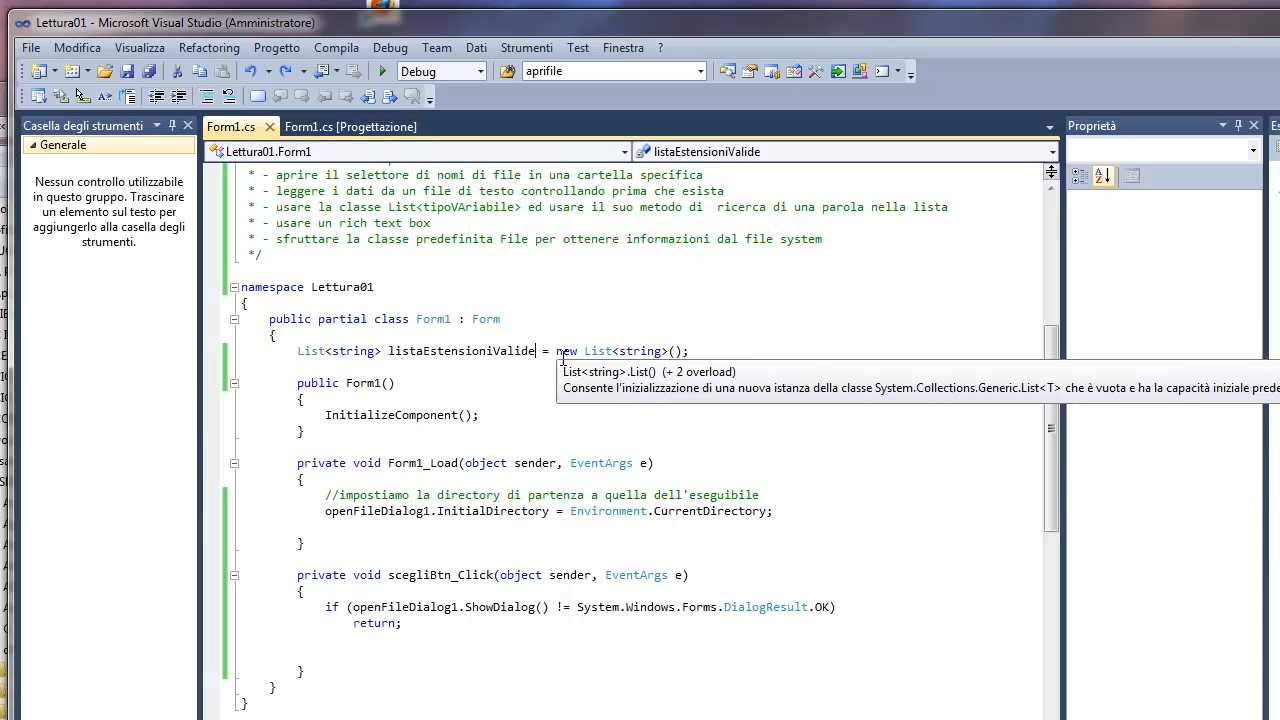 Lettura01 - Microsoft Visual Studio (Amministratore)
File Modifica Visualizza Refactoring Progetto Compila Debug Team Dati Strumenti Test Finestra ?
Debug aprifile
Casella degli strumenti
Form1.cs Form1.cs [Progettazione]
Proprietà
Generale
Lettura01.Form1 listaEstensioniValide
Nessun controllo utilizzabile
in questo gruppo. Trascinare
un elemento sul testo per
aggiungerlo alla casella degli
strumenti.
* - aprire il selettore di nomi di file in una cartella specifica
* - leggere i dati da un file di testo controllando prima che esista
* - usare la classe List<tipoVAriabile> ed usare il suo metodo di  ricerca di una parola nella lista
* - usare un rich text box
* - sfruttare la classe predefinita File per ottenere informazioni dal file system
*/
namespace Lettura01
{
public partial class Form1 : Form
{
List<string> listaEstensioniValide = new List<string>();
List<string>.List() (+ 2 overload)
Consente l'inizializzazione di una nuova istanza della classe System.Collections.Generic.List<T> che è vuota e ha la capacità iniziale prede
public Form1()
{
InitializeComponent();
}
private void Form1_Load(object sender, EventArgs e)
{
//impostiamo la directory di partenza a quella dell'eseguibile
openFileDialog1.InitialDirectory = Environment.CurrentDirectory;
}
private void scegliBtn_Click(object sender, EventArgs e)
{
if (openFileDialog1.ShowDialog() != System.Windows.Forms.DialogResult.OK)
return;
}
}
}